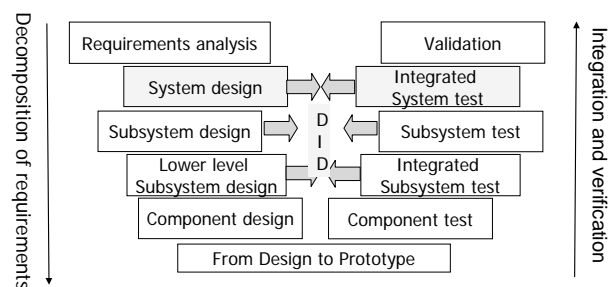 Decomposition of requirements
Requirements analysis
Validation
System design
Integrated
System test
Subsystem design
D
I
D
Subsystem test
Lower level
Subsystem design
Integrated
Subsystem test
Component design
Component test
From Design to Prototype
Integration and verification